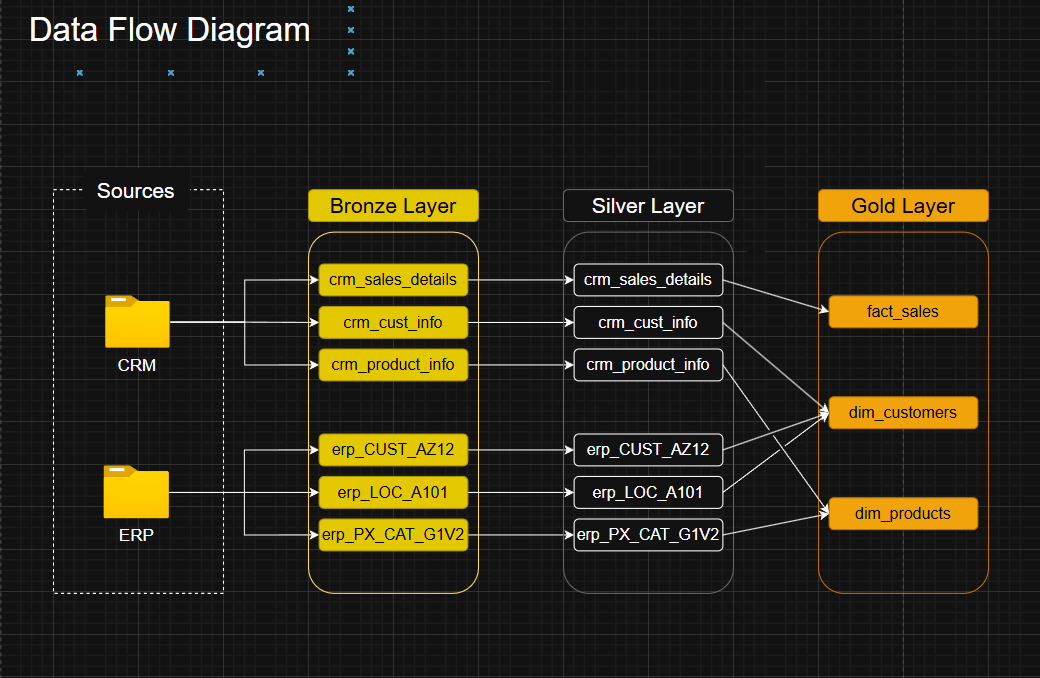 Data Flow Diagram
Sources
CRM
ERP
Bronze Layer
crm_sales_details
crm_cust_info
crm_product_info
erp_CUST_AZ12
erp_LOC_A101
erp_PX_CAT_G1V2
Silver Layer
crm_sales_details
crm_cust_info
crm_product_info
erp_CUST_AZ12
erp_LOC_A101
erp_PX_CAT_G1V2
Gold Layer
fact_sales
dim_customers
dim_products